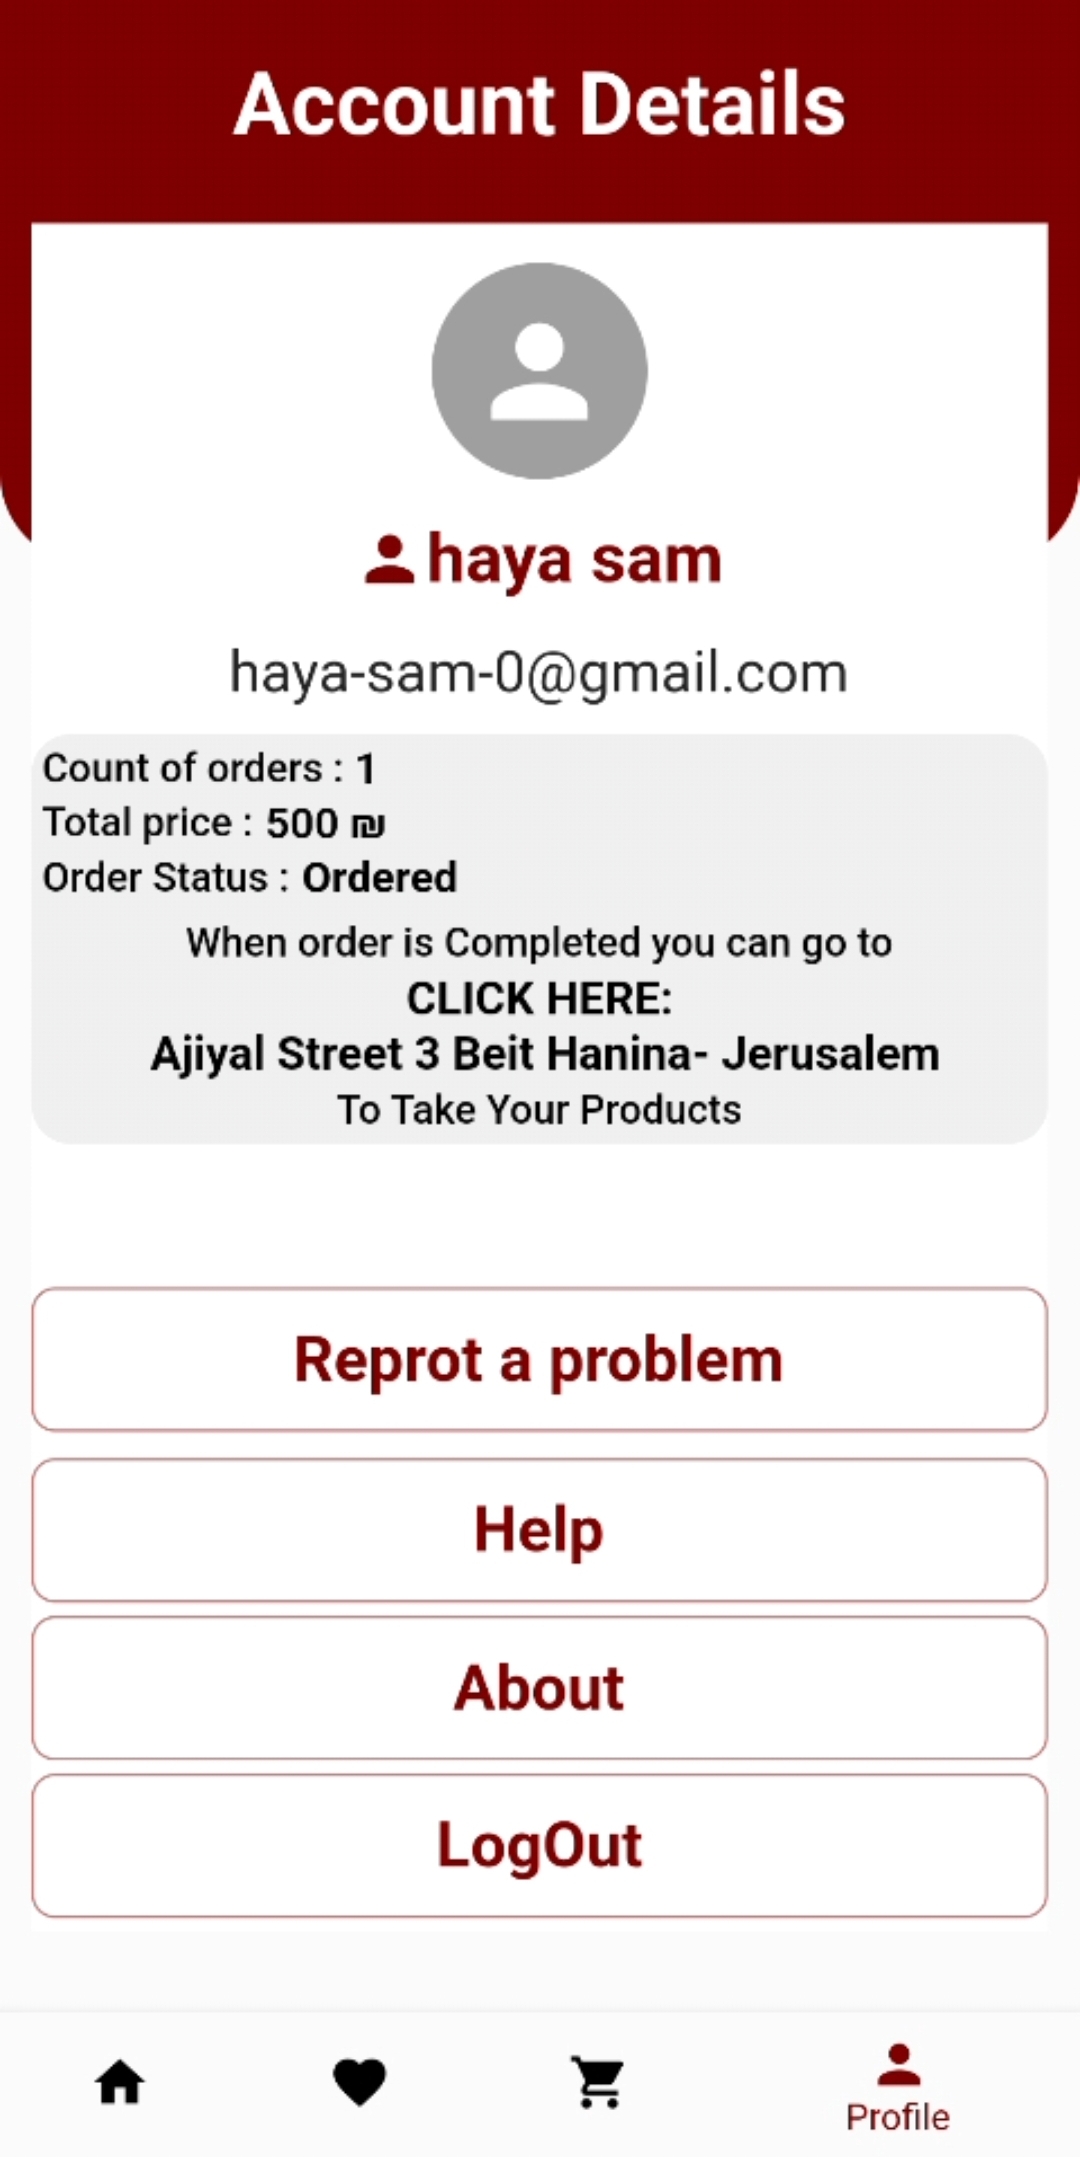 Account Details
haya sam
haya-sam-0@gmail.com
Count of orders : 1
Total price : 500 ₪
Order Status : Ordered
When order is Completed you can go to
CLICK HERE:
Ajiyal Street 3 Beit Hanina- Jerusalem
To Take Your Products
Reprot a problem
Help
About
LogOut
Profile